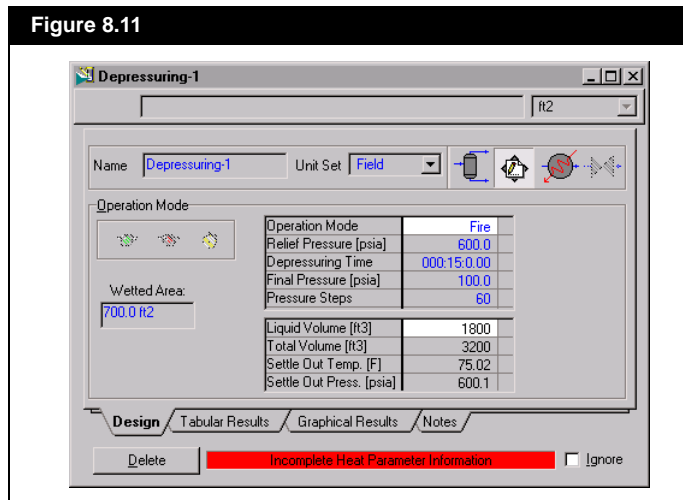 Figure 8.11
Depressuring-1
ft2
Name Depressuring-1 Unit Set Field
Operation Mode
Operation Mode Fire
Relief Pressure [psia] 600.0
Depressuring Time 000:15:0.00
Final Pressure [psia] 100.0
Pressure Steps 60
Wetted Area:
700.0 ft2
Liquid Volume [ft3] 1800
Total Volume [ft3] 3200
Settle Out Temp. [F] 75.02
Settle Out Press. [psia] 600.1
Design Tabular Results Graphical Results Notes
Delete Incomplete Heat Parameter Information Ignore